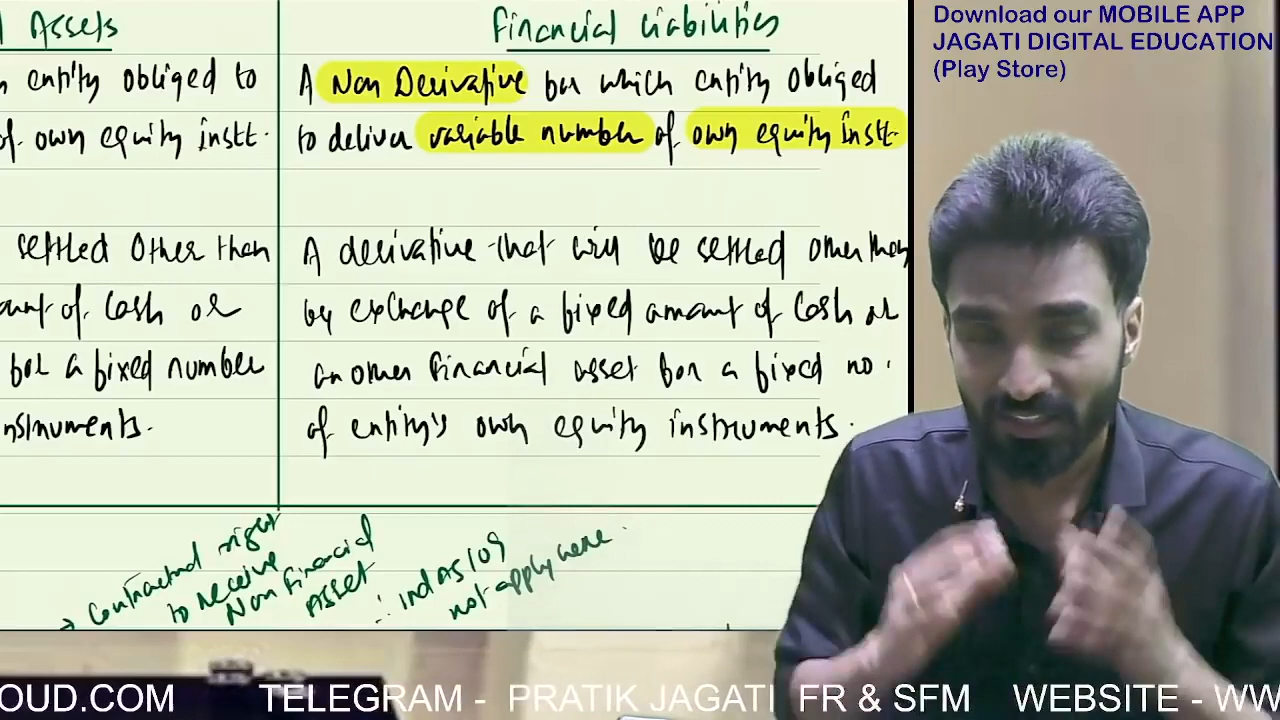 Assets
Financial Liabilities
Download our MOBILE APP
JAGATI DIGITAL EDUCATION
(Play Store)
entity obliged to
of own equity instt.
A Non Derivative for which entity obliged
to deliver variable number of own equity instt.
settled other than
of Cash or
for a fixed number
A derivative that will be settled other than
by exchange of a fixed amount of Cash or
another financial asset for a fixed no.
of entity's own equity instruments.
→ Contractual right
to receive
Non Financial
Asset
∴ ind AS 109
not apply here.
OUD.COM TELEGRAM - PRATIK JAGATI FR & SFM WEBSITE - WW